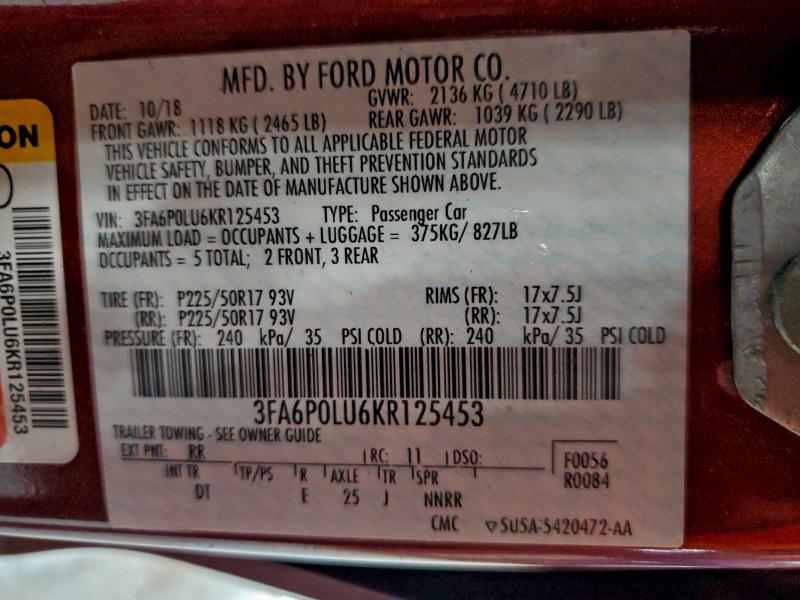 MFD. BY FORD MOTOR CO.
DATE: 10/18 GVWR: 2136 KG ( 4710 LB)
FRONT GAWR: 1118 KG ( 2465 LB) REAR GAWR: 1039 KG ( 2290 LB)
THIS VEHICLE CONFORMS TO ALL APPLICABLE FEDERAL MOTOR
VEHICLE SAFETY, BUMPER, AND THEFT PREVENTION STANDARDS
IN EFFECT ON THE DATE OF MANUFACTURE SHOWN ABOVE.
VIN: 3FA6P0LU6KR125453 TYPE: Passenger Car
MAXIMUM LOAD = OCCUPANTS + LUGGAGE = 375KG/ 827LB
OCCUPANTS = 5 TOTAL; 2 FRONT, 3 REAR
TIRE (FR): P225/50R17 93V RIMS (FR): 17x7.5J
(RR): P225/50R17 93V (RR): 17x7.5J
PRESSURE (FR): 240 kPa/ 35 PSI COLD (RR): 240 kPa/ 35 PSI COLD
3FA6P0LU6KR125453
TRAILER TOWING - SEE OWNER GUIDE
EXT PNT: RR RC: 11 DSO:
INT TR TP/PS R AXLE TR SPR
DT E 25 J NNRR
F0056
R0084
CMC ▽5U5A-5420472-AA
ON
3FA6P0LU6KR125453